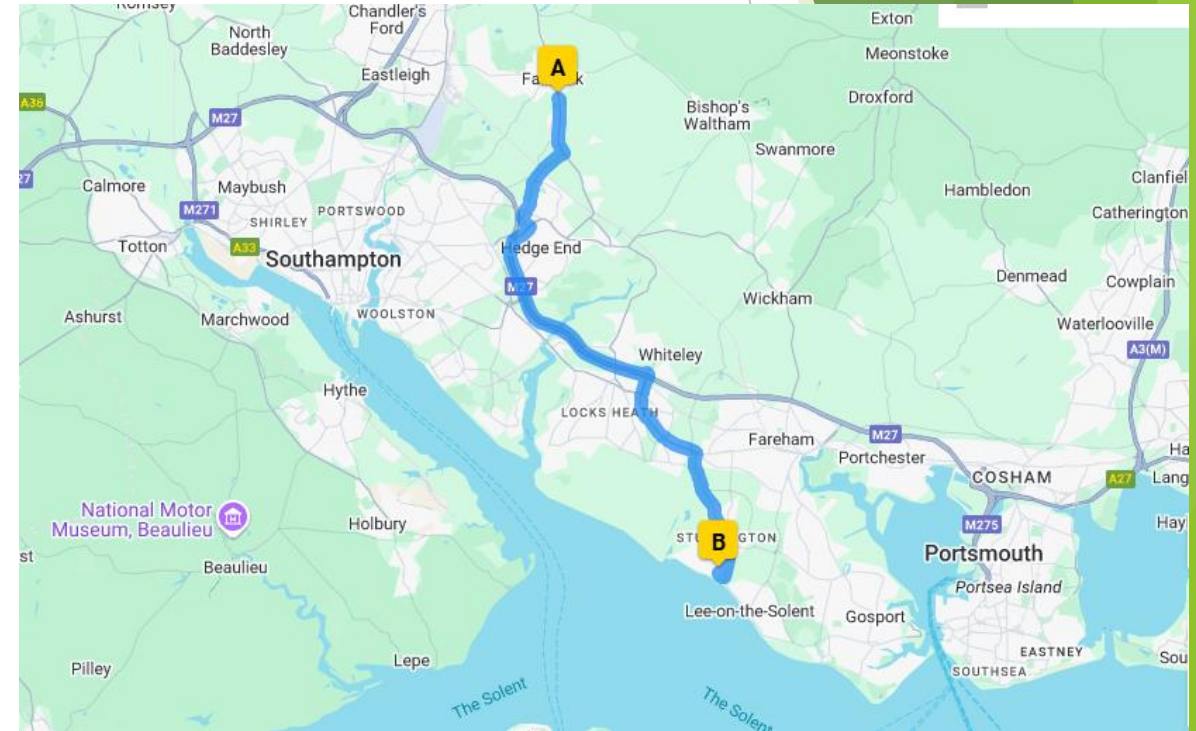 Chandler's
Ford
North
Baddesley
Eastleigh
A
Exton
Meonstoke
Droxford
Bishop's
Waltham
Swanmore
A36
M27
Calmore
Maybush
PORTSWOOD
M271
SHIRLEY
Totton
A33
Southampton
Hedge End
M27
Hambledon
Catherington
Denmead
Cowplain
Ashurst
Marchwood
WOOLSTON
Wickham
Waterlooville
A3(M)
Whiteley
Hythe
LOCKS HEATH
Fareham
M27
Portchester
COSHAM
A27
National Motor
Museum, Beaulieu
Holbury
B
M275
Portsmouth
Portsea Island
Beaulieu
Lee-on-the-Solent
Gosport
EASTNEY
SOUTHSEA
Pilley
Lepe
The Solent
The Solent